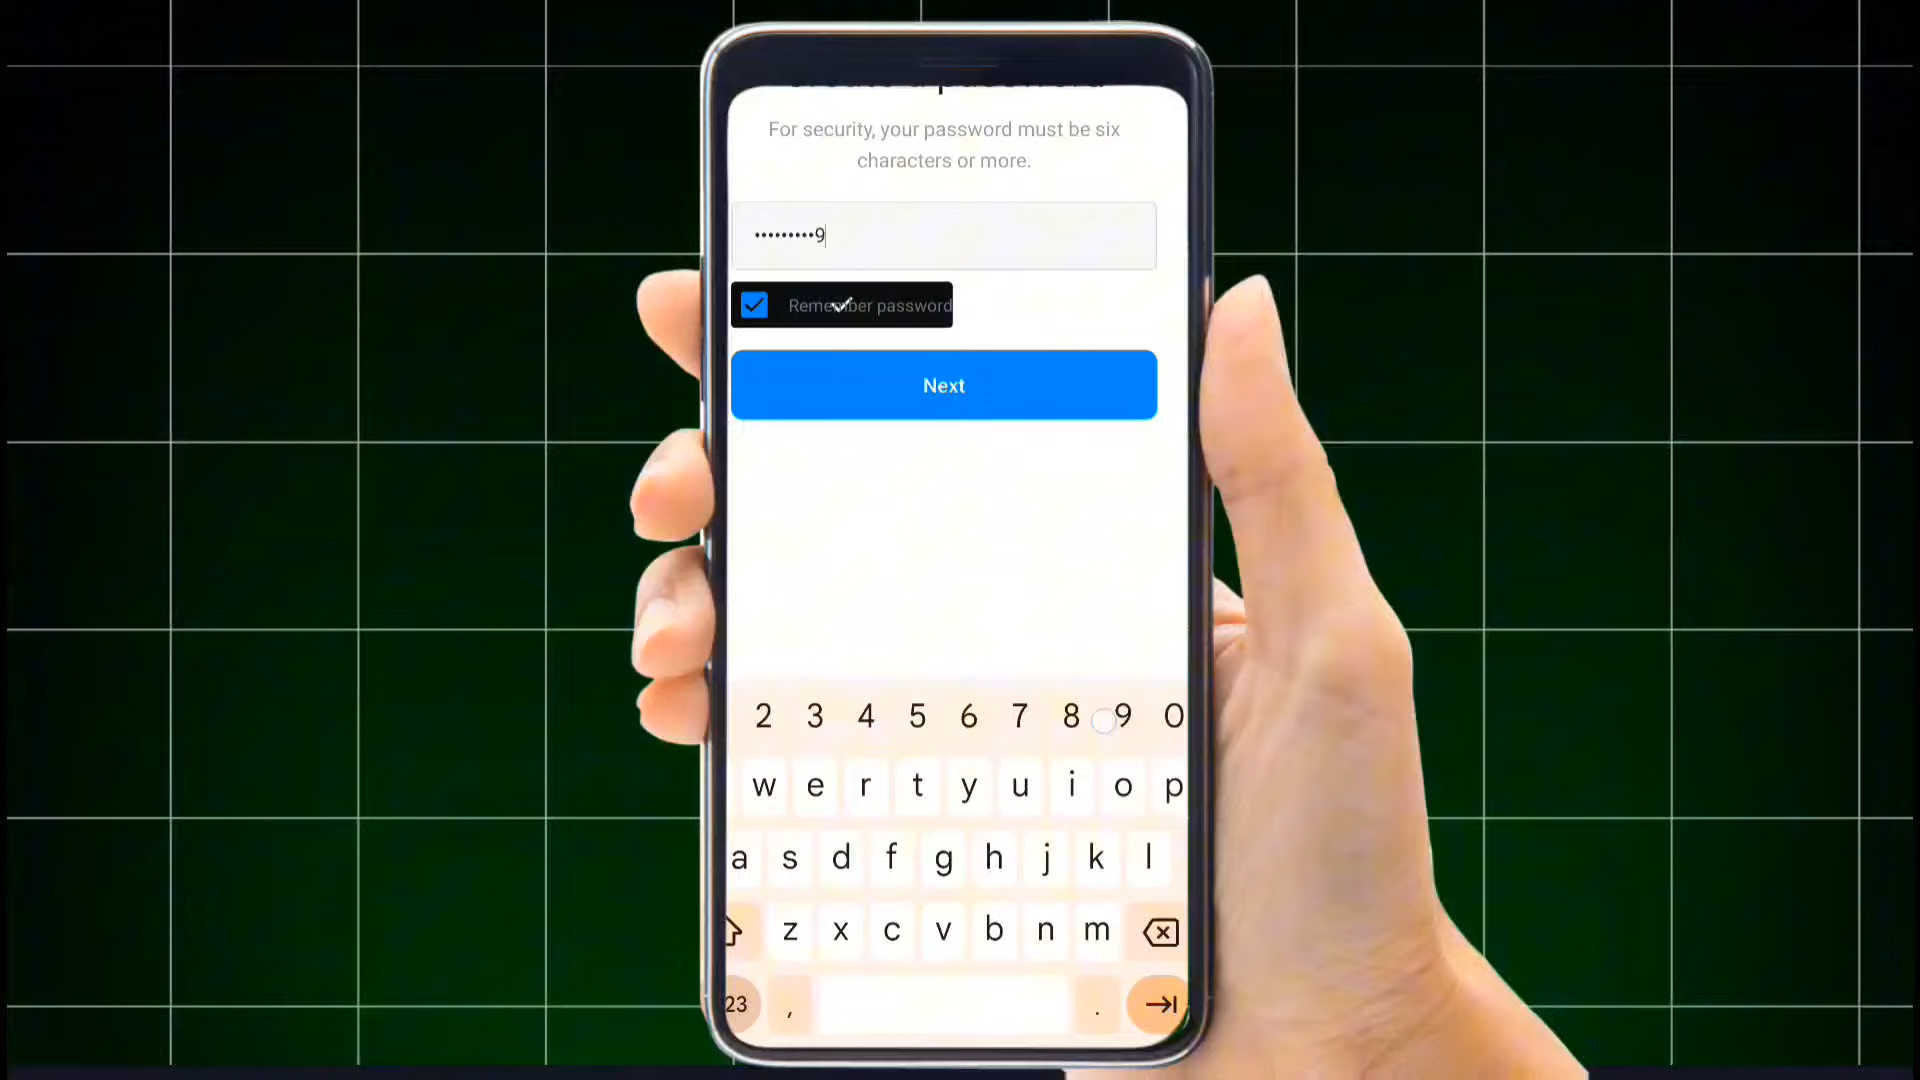 For security, your password must be six
characters or more.
•••••••••9
Remember password
Next
2 3 4 5 6 7 8 9 0
w e r t y u i o p
a s d f g h j k l
z x c v b n m
23 , .